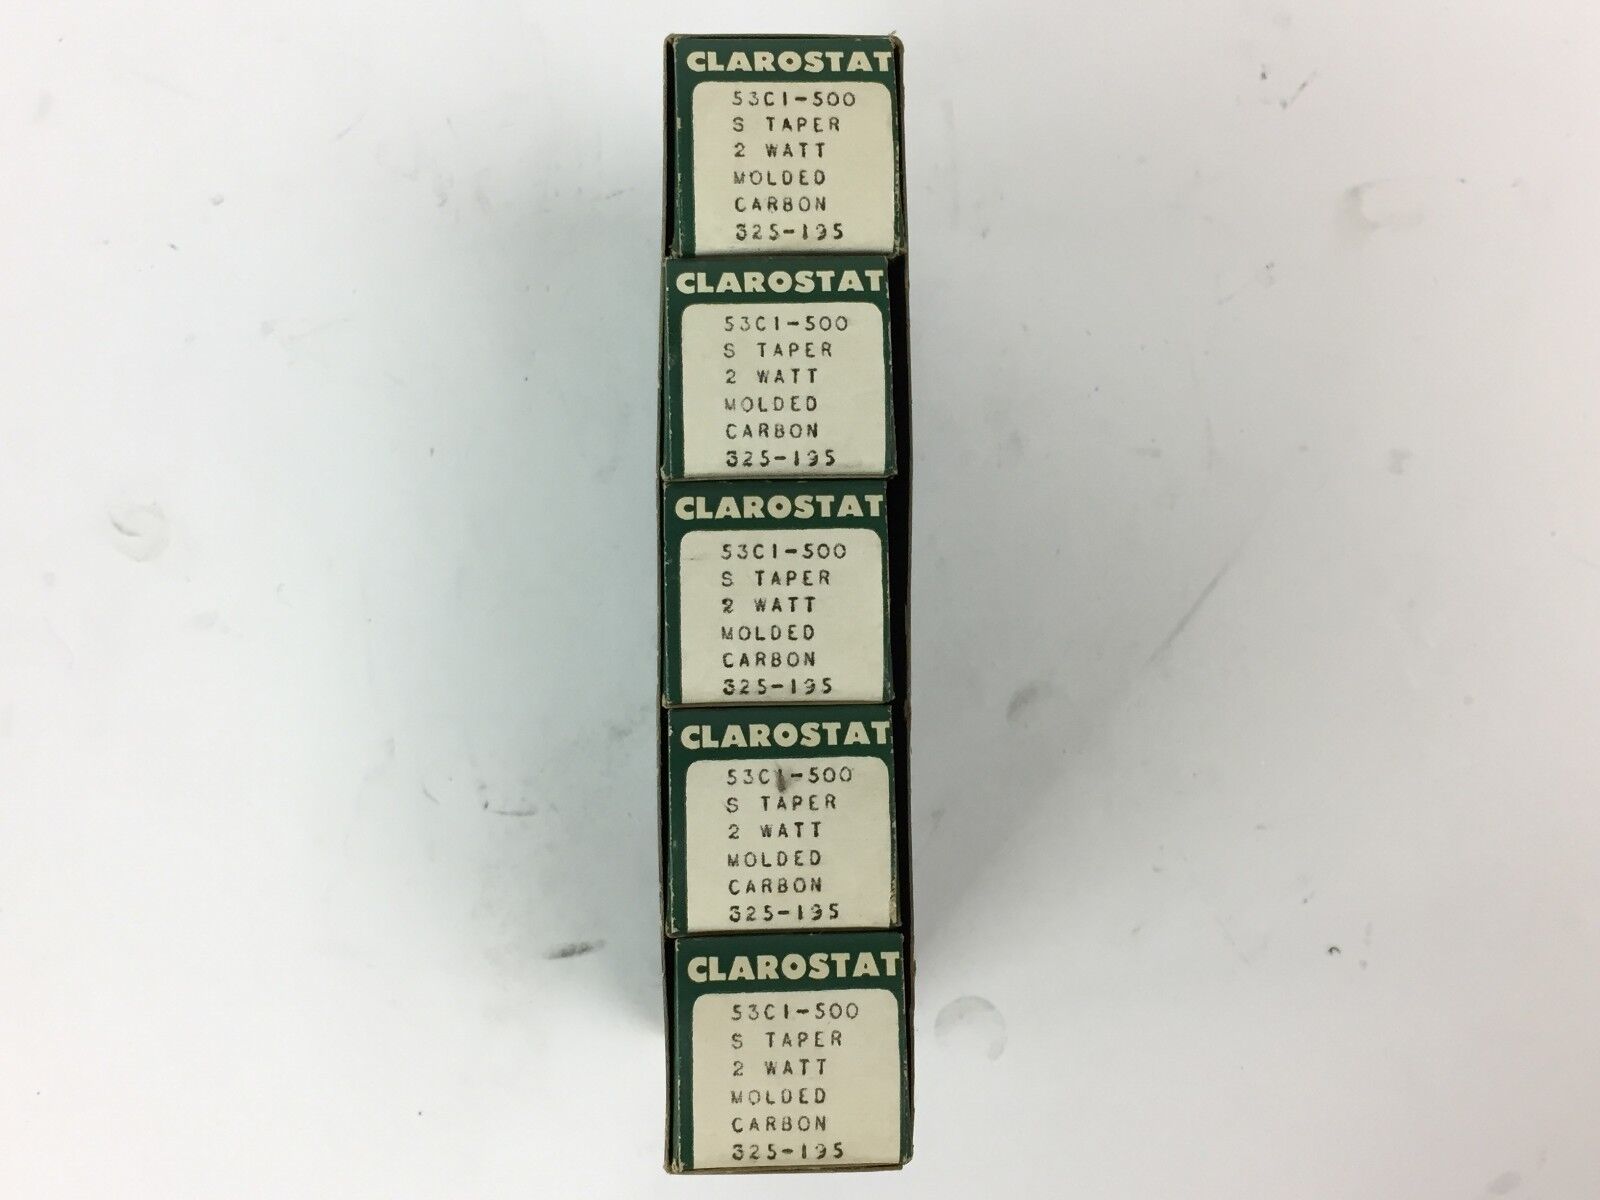 CLAROSTAT
53C1-500
S TAPER
2 WATT
MOLDED
CARBON
325-195
CLAROSTAT
53C1-500
S TAPER
2 WATT
MOLDED
CARBON
325-195
CLAROSTAT
53C1-500
S TAPER
2 WATT
MOLDED
CARBON
325-195
CLAROSTAT
53C1-500
S TAPER
2 WATT
MOLDED
CARBON
325-195
CLAROSTAT
53C1-500
S TAPER
2 WATT
MOLDED
CARBON
325-195